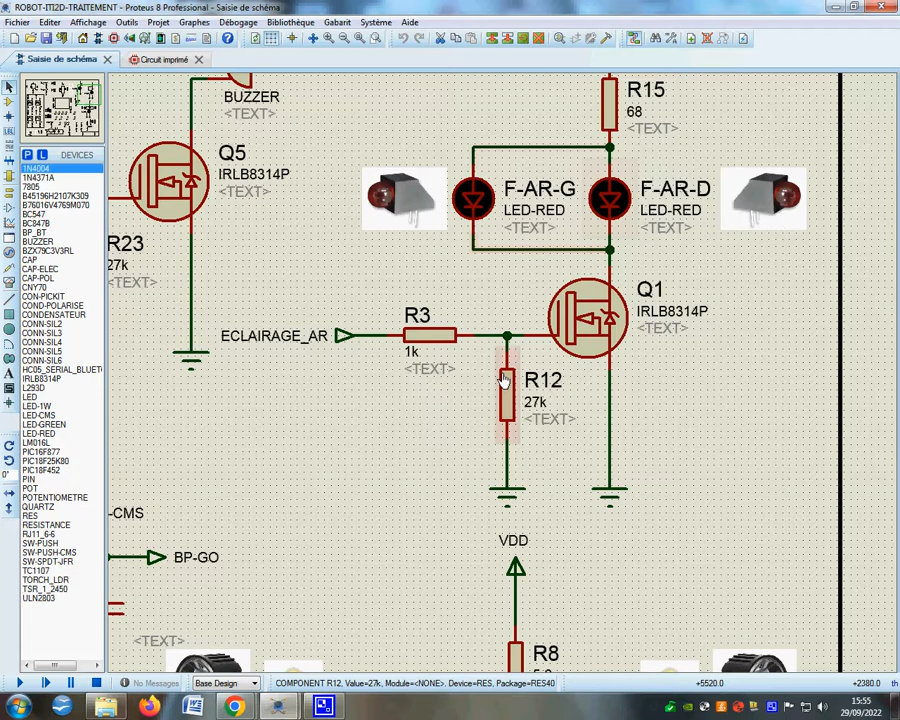 ROBOT-ITI2D-TRAITEMENT - Proteus 8 Professional - Saisie de schéma
Fichier Editer Affichage Outils Projet Graphes Débogage Bibliothèque Gabarit Système Aide
Saisie de schéma
Circuit imprimé
P L DEVICES
1N4004
1N4371A
7805
B45196H2107K309
B76016V4769M070
BC547
BC847B
BP_BT
BUZZER
BZX79C3V3RL
CAP
CAP-ELEC
CAP-POL
CNY70
CON-PICKIT
COND-POLARISE
CONDENSATEUR
CONN-SIL2
CONN-SIL3
CONN-SIL4
CONN-SIL5
CONN-SIL6
HC05_SERIAL_BLUET
IRLB8314P
L293D
LED
LED-1W
LED-CMS
LED-GREEN
LED-RED
LM016L
PIC16F877
PIC18F25K80
PIC18F452
PIN
POT
POTENTIOMETRE
QUARTZ
RES
RESISTANCE
RJ11_6-6
SW-PUSH
SW-PUSH-CMS
SW-SPDT-JFR
TC1107
TORCH_LDR
TSR_1_2450
ULN2803
0°
BUZZER
<TEXT>
Q5
IRLB8314P
<TEXT>
R23
27k
<TEXT>
R15
68
<TEXT>
F-AR-G
LED-RED
<TEXT>
F-AR-D
LED-RED
<TEXT>
Q1
IRLB8314P
<TEXT>
ECLAIRAGE_AR
R3
1k
<TEXT>
R12
27k
<TEXT>
-CMS
BP-GO
<TEXT>
VDD
R8
No Messages
Base Design
COMPONENT R12, Value=27k, Module=<NONE>. Device=RES, Package=RES40
+5520.0
+2380.0
th
15:55
29/09/2022